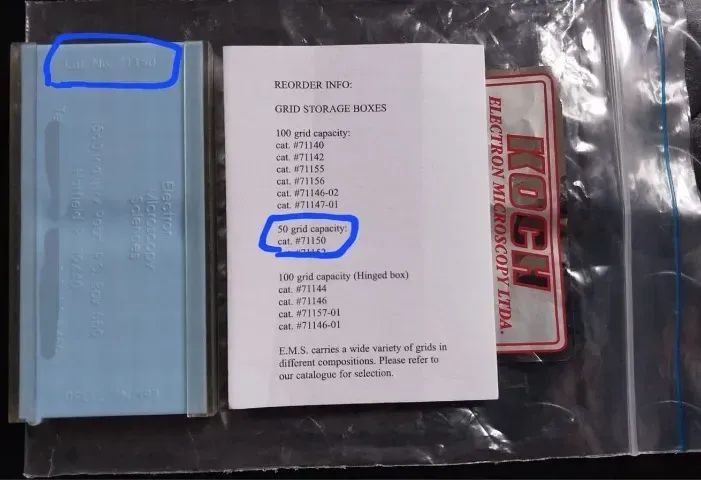 Cat. No. 71150
Electron
Microscopy
Sciences
REORDER INFO:
GRID STORAGE BOXES
100 grid capacity:
cat. #71140
cat. #71142
cat. #71155
cat. #71156
cat. #71146-02
cat. #71147-01
50 grid capacity:
cat. #71150
cat. #71152
100 grid capacity (Hinged box)
cat. #71144
cat. #71146
cat. #71157-01
cat. #71146-01
E.M.S. carries a wide variety of grids in
different compositions. Please refer to
our catalogue for selection.
KOCH
ELECTRON MICROSCOPY LTDA.